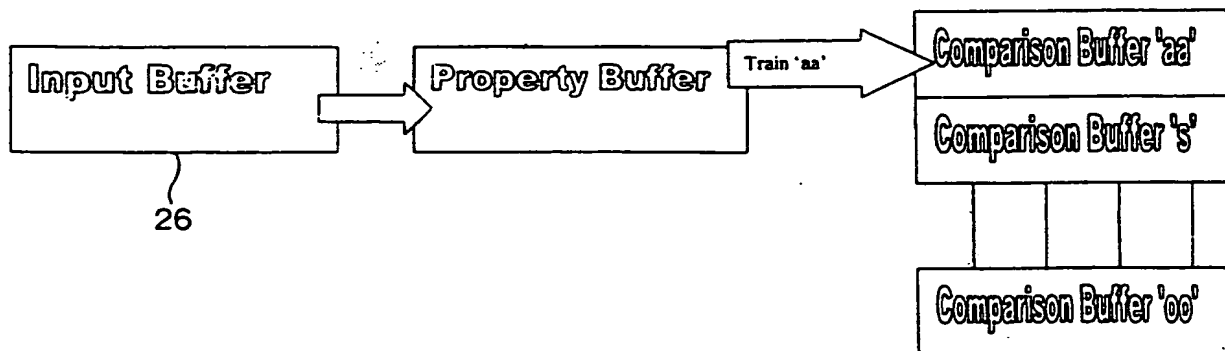 Input Buffer
26
Property Buffer
Train 'aa'
Comparison Buffer 'aa'
Comparison Buffer 's'
Comparison Buffer 'oo'